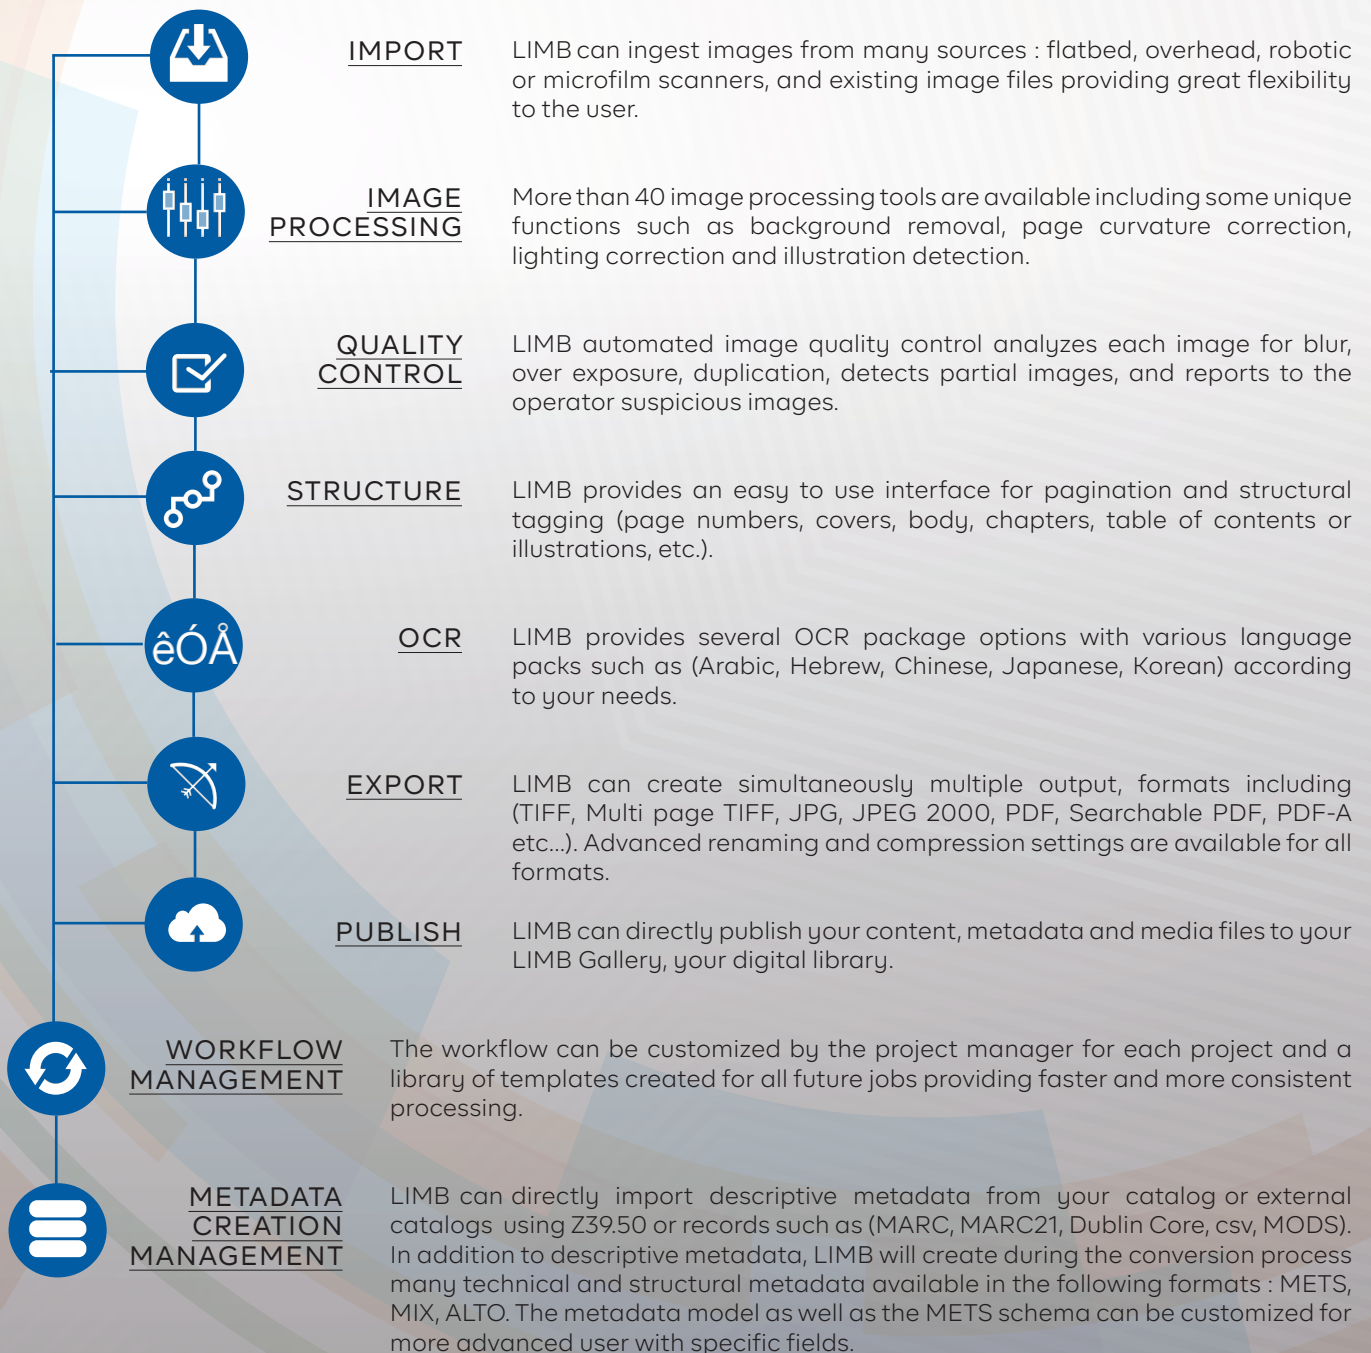 IMPORT
LIMB can ingest images from many sources : flatbed, overhead, robotic
or microfilm scanners, and existing image files providing great flexibility
to the user.
IMAGE
PROCESSING
More than 40 image processing tools are available including some unique
functions such as background removal, page curvature correction,
lighting correction and illustration detection.
QUALITY
CONTROL
LIMB automated image quality control analyzes each image for blur,
over exposure, duplication, detects partial images, and reports to the
operator suspicious images.
STRUCTURE
LIMB provides an easy to use interface for pagination and structural
tagging (page numbers, covers, body, chapters, table of contents or
illustrations, etc.).
êÓÅ
OCR
LIMB provides several OCR package options with various language
packs such as (Arabic, Hebrew, Chinese, Japanese, Korean) according
to your needs.
EXPORT
LIMB can create simultaneously multiple output, formats including
(TIFF, Multi page TIFF, JPG, JPEG 2000, PDF, Searchable PDF, PDF-A
etc...). Advanced renaming and compression settings are available for all
formats.
PUBLISH
LIMB can directly publish your content, metadata and media files to your
LIMB Gallery, your digital library.
WORKFLOW
MANAGEMENT
The workflow can be customized by the project manager for each project and a
library of templates created for all future jobs providing faster and more consistent
processing.
METADATA
CREATION
MANAGEMENT
LIMB can directly import descriptive metadata from your catalog or external
catalogs using Z39.50 or records such as (MARC, MARC21, Dublin Core, csv, MODS).
In addition to descriptive metadata, LIMB will create during the conversion process
many technical and structural metadata available in the following formats : METS,
MIX, ALTO. The metadata model as well as the METS schema can be customized for
more advanced user with specific fields.